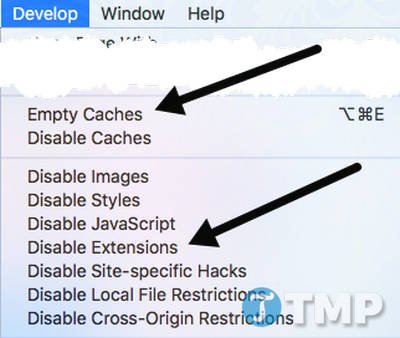 Develop Window Help
Empty Caches ⌥⌘E
Disable Caches
Disable Images
Disable Styles
Disable JavaScript
Disable Extensions
Disable Site-specific Hacks
Disable Local File Restrictions
Disable Cross-Origin Restrictions
TMP